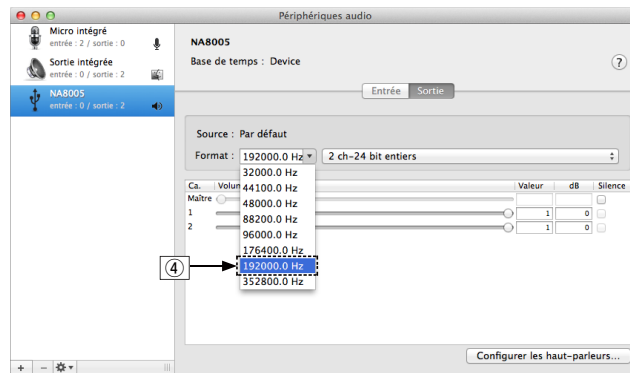 Périphériques audio
Micro intégré
entrée : 2 / sortie : 0
Sortie intégrée
entrée : 0 / sortie : 2
NA8005
entrée : 0 / sortie : 2
NA8005
Base de temps : Device
?
Entrée Sortie
Source : Par défaut
Format : 192000.0 Hz 2 ch-24 bit entiers
32000.0 Hz
44100.0 Hz
48000.0 Hz
88200.0 Hz
96000.0 Hz
176400.0 Hz
④ 192000.0 Hz
352800.0 Hz
Ca. Valeur dB Silence
Maître
1 1 0
2 1 0
Configurer les haut-parleurs...
+ −